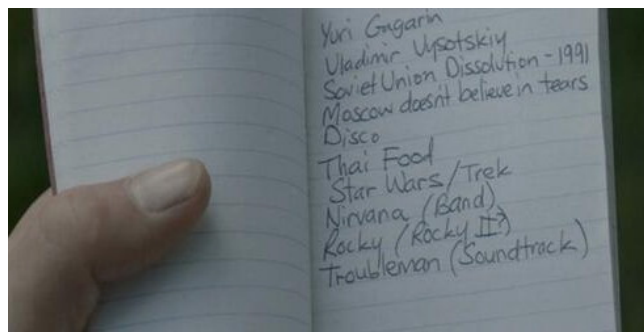 Yuri Gagarin
Vladimir Vysotskiy
Soviet Union Dissolution - 1991
Moscow doesn't believe in tears
Disco
Thai Food
Star Wars/Trek
Nirvana (Band)
Rocky (Rocky II?)
Troubleman (Soundtrack)